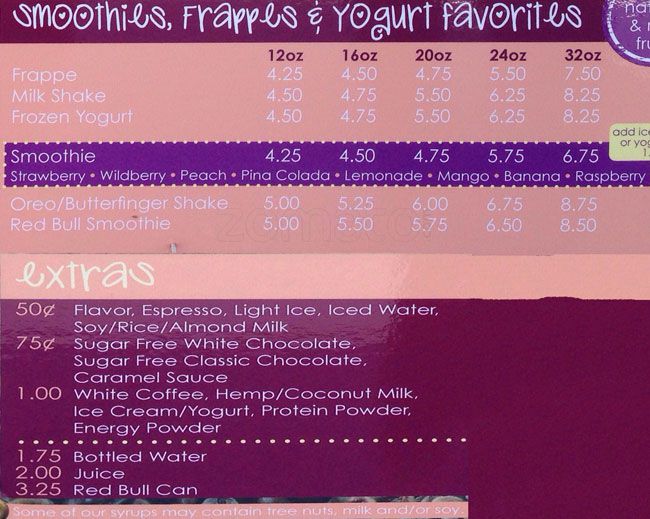 Smoothies, Frappes & Yogurt Favorites
12oz 16oz 20oz 24oz 32oz
Frappe 4.25 4.50 4.75 5.50 7.50
Milk Shake 4.50 4.75 5.50 6.25 8.25
Frozen Yogurt 4.50 4.75 5.50 6.25 8.25
Smoothie 4.25 4.50 4.75 5.75 6.75
Strawberry • Wildberry • Peach • Pina Colada • Lemonade • Mango • Banana • Raspberry
Oreo/Butterfinger Shake 5.00 5.25 6.00 6.75 8.75
Red Bull Smoothie 5.00 5.50 5.75 6.50 8.50
&
add
or
extras
50¢ Flavor, Espresso, Light Ice, Iced Water,
Soy/Rice/Almond Milk
75¢ Sugar Free White Chocolate,
Sugar Free Classic Chocolate,
Caramel Sauce
1.00 White Coffee, Hemp/Coconut Milk,
Ice Cream/Yogurt, Protein Powder,
Energy Powder
1.75 Bottled Water
2.00 Juice
3.25 Red Bull Can
Some of our syrups may contain tree nuts, milk and/or soy.